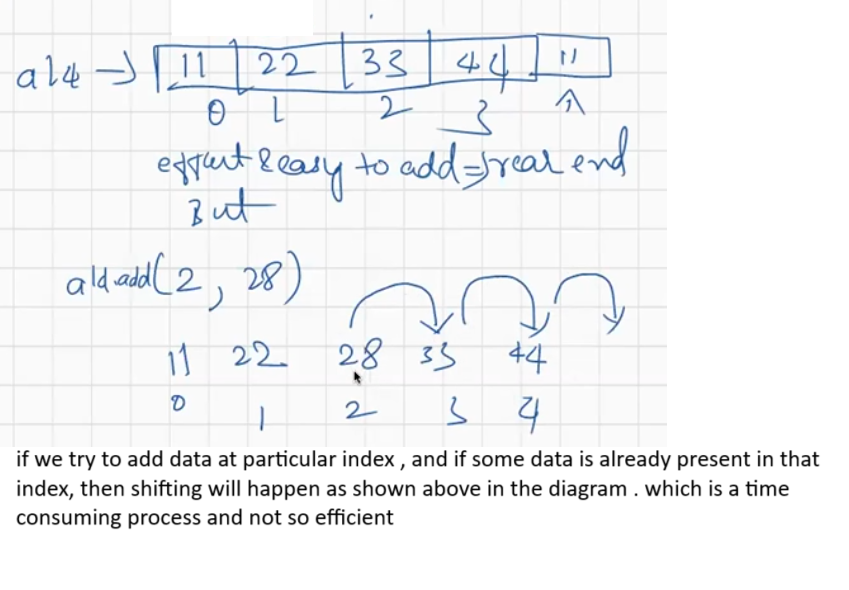 al4 → 11 22 33 44 11
0 1 2 3
& easy to add ⇒ rear end
But
add(2, 28)
11 22 28 33 44
0 1 2 3 4
if we try to add data at particular index , and if some data is already present in that
index, then shifting will happen as shown above in the diagram . which is a time
consuming process and not so efficient